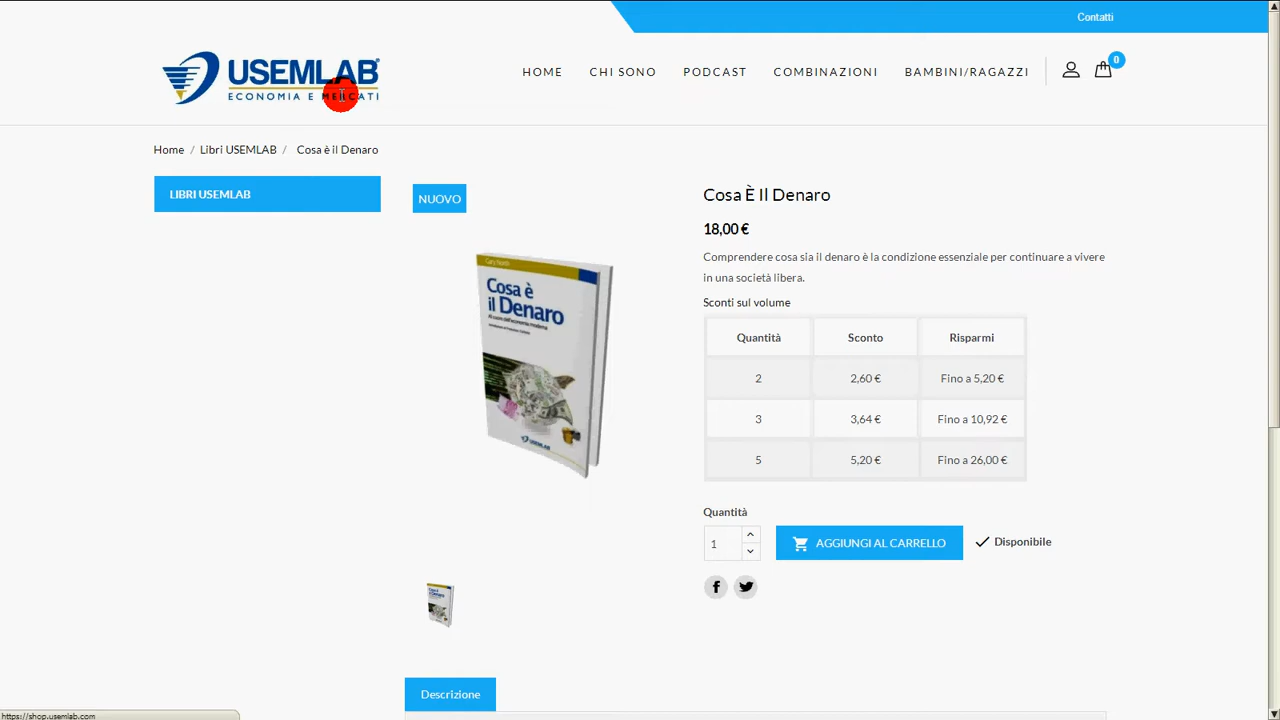 Contatti
USEMLAB
ECONOMIA E MERCATI
HOME CHI SONO PODCAST COMBINAZIONI BAMBINI/RAGAZZI
0
Home / Libri USEMLAB / Cosa è il Denaro
LIBRI USEMLAB
NUOVO
Gary North
Cosa è
il Denaro
USEMLAB
Cosa È Il Denaro
18,00 €
Comprendere cosa sia il denaro è la condizione essenziale per continuare a vivere
in una società libera.
Sconti sul volume
Quantità Sconto Risparmi
2 2,60 € Fino a 5,20 €
3 3,64 € Fino a 10,92 €
5 5,20 € Fino a 26,00 €
Quantità
1
AGGIUNGI AL CARRELLO
Disponibile
Descrizione
https://shop.usemlab.com